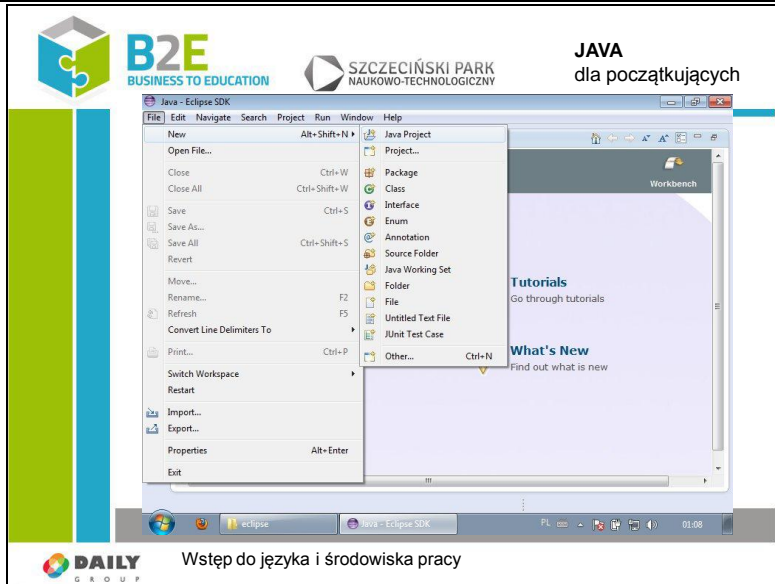 B2E
BUSINESS TO EDUCATION
SZCZECIŃSKI PARK
NAUKOWO-TECHNOLOGICZNY
JAVA
dla początkujących
Java - Eclipse SDK
File Edit Navigate Search Project Run Window Help
New Alt+Shift+N
Open File...
Close Ctrl+W
Close All Ctrl+Shift+W
Save Ctrl+S
Save As...
Save All Ctrl+Shift+S
Revert
Move...
Rename... F2
Refresh F5
Convert Line Delimiters To
Print... Ctrl+P
Switch Workspace
Restart
Import...
Export...
Properties Alt+Enter
Exit
Java Project
Project...
Package
Class
Interface
Enum
Annotation
Source Folder
Java Working Set
Folder
File
Untitled Text File
JUnit Test Case
Other... Ctrl+N
Workbench
Tutorials
Go through tutorials
What's New
Find out what is new
eclipse
Java - Eclipse SDK
PL
01:08
DAILY
GROUP
Wstęp do języka i środowiska pracy